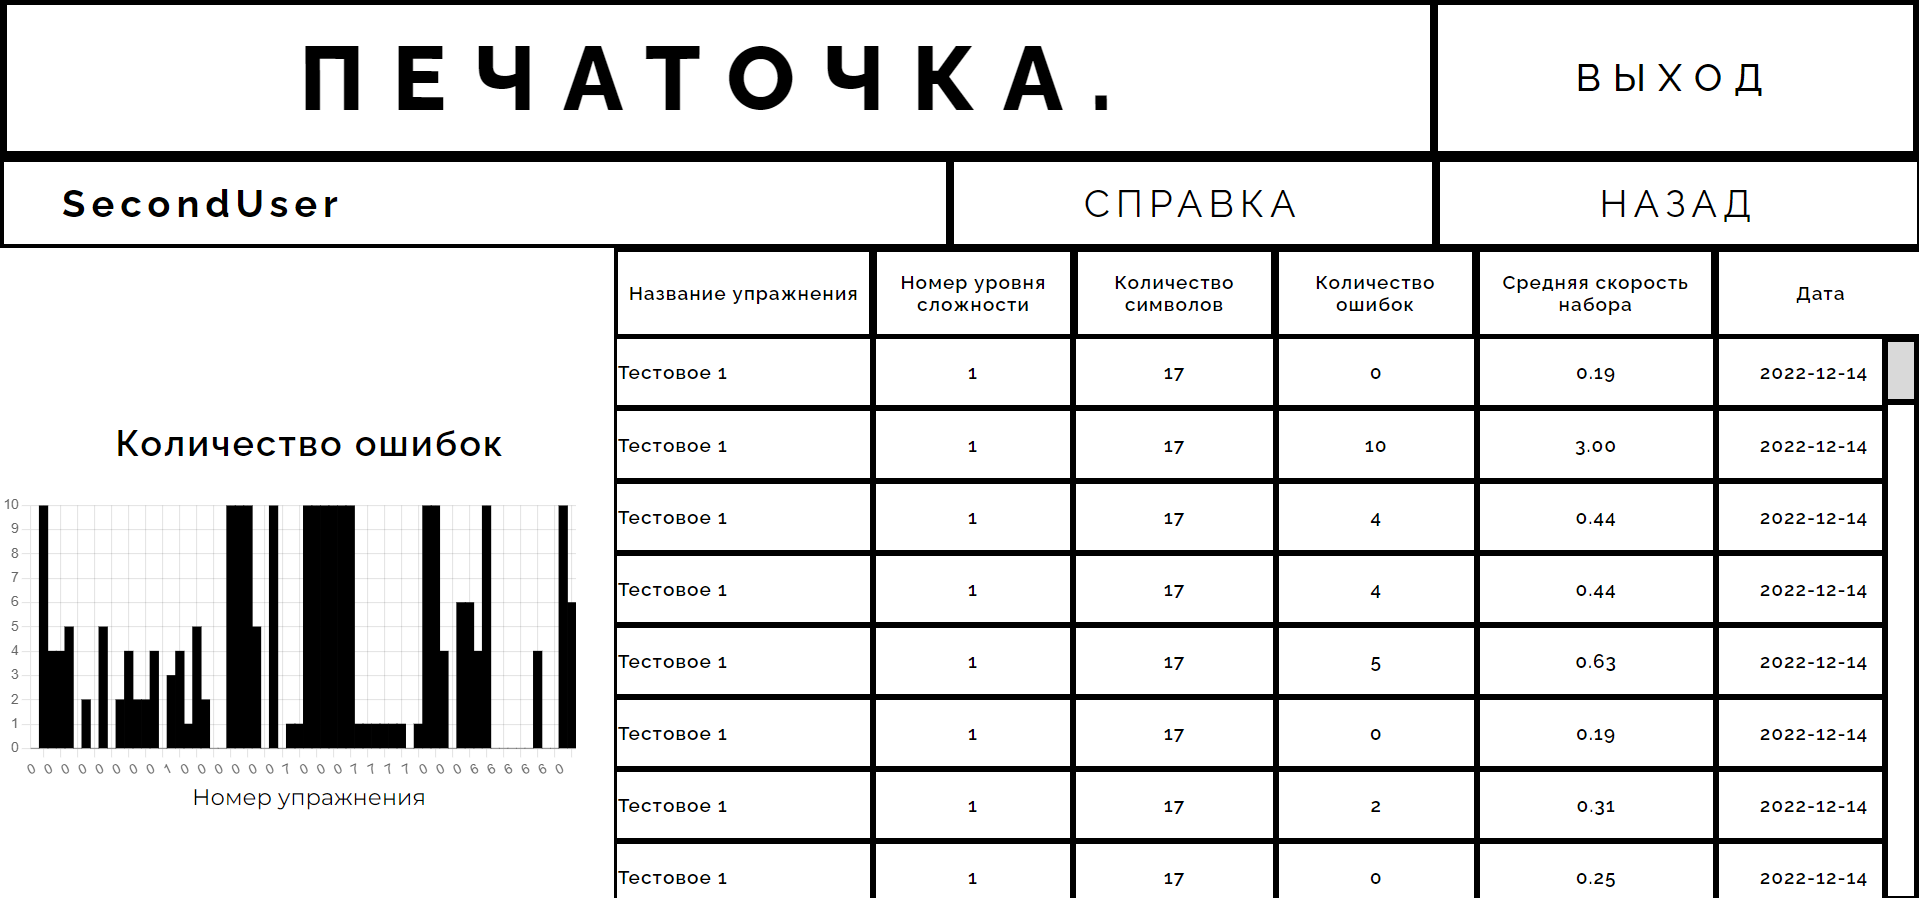 ПЕЧАТОЧКА.
ВЫХОД
SecondUser
СПРАВКА
НАЗАД
Название упражнения
Номер уровня
сложности
Количество
символов
Количество
ошибок
Средняя скорость
набора
Дата
Тестовое 1 1 17 0 0.19 2022-12-14
Тестовое 1 1 17 10 3.00 2022-12-14
Тестовое 1 1 17 4 0.44 2022-12-14
Тестовое 1 1 17 4 0.44 2022-12-14
Тестовое 1 1 17 5 0.63 2022-12-14
Тестовое 1 1 17 0 0.19 2022-12-14
Тестовое 1 1 17 2 0.31 2022-12-14
Тестовое 1 1 17 0 0.25 2022-12-14
Количество ошибок
10
9
8
7
6
5
4
3
2
1
0
0 0 0 0 0 0 0 0 1 0 0 0 0 0 0 7 0 0 0 7 7 7 7 0 0 0 6 6 6 6 6 0
Номер упражнения